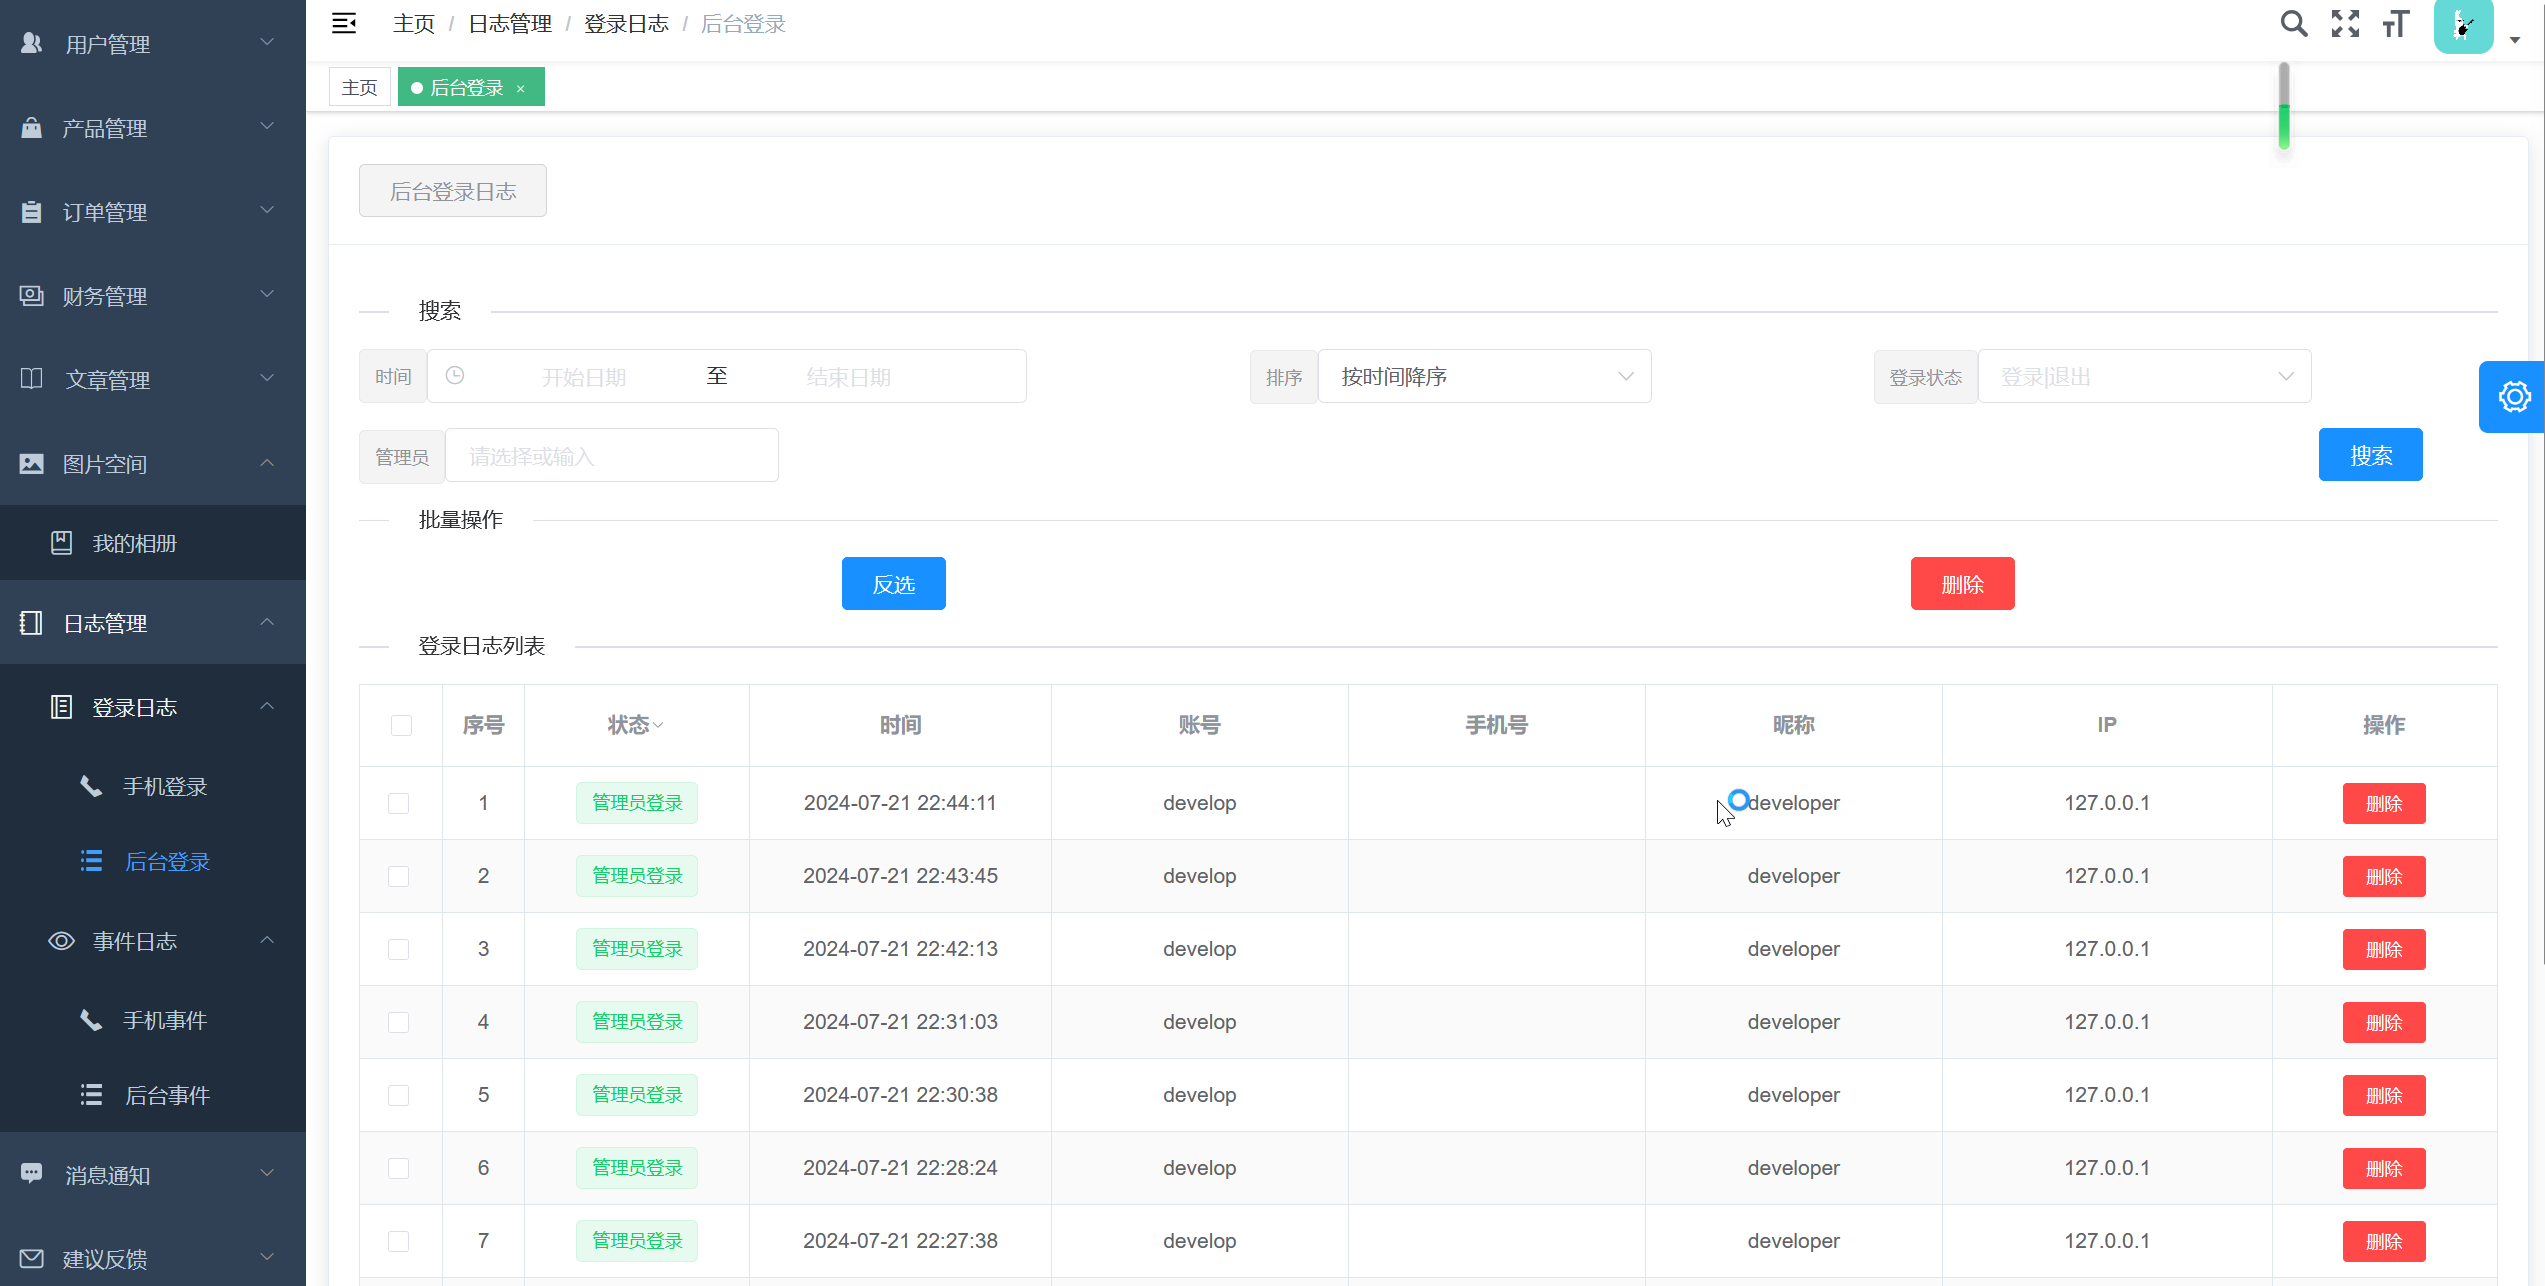 用户管理
产品管理
订单管理
财务管理
文章管理
图片空间
我的相册
日志管理
登录日志
手机登录
后台登录
事件日志
手机事件
后台事件
消息通知
建议反馈
主页 / 日志管理 / 登录日志 / 后台登录
主页 后台登录 ×
后台登录日志
搜索
时间 开始日期 至 结束日期 排序 按时间降序 登录状态 登录|退出
管理员 请选择或输入 搜索
批量操作
反选 删除
登录日志列表
序号 状态 时间 账号 手机号 昵称 IP 操作
1 管理员登录 2024-07-21 22:44:11 develop developer 127.0.0.1 删除
2 管理员登录 2024-07-21 22:43:45 develop developer 127.0.0.1 删除
3 管理员登录 2024-07-21 22:42:13 develop developer 127.0.0.1 删除
4 管理员登录 2024-07-21 22:31:03 develop developer 127.0.0.1 删除
5 管理员登录 2024-07-21 22:30:38 develop developer 127.0.0.1 删除
6 管理员登录 2024-07-21 22:28:24 develop developer 127.0.0.1 删除
7 管理员登录 2024-07-21 22:27:38 develop developer 127.0.0.1 删除